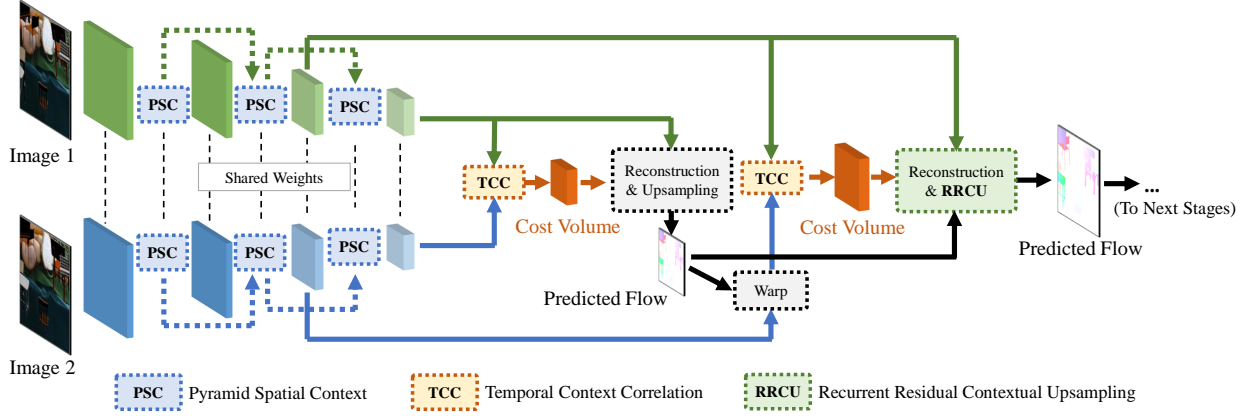 PSC
PSC
PSC
Image 1
Shared Weights
TCC
Cost Volume
Reconstruction
& Upsampling
TCC
Cost Volume
Reconstruction
& RRCU
...
(To Next Stages)
Predicted Flow
PSC
PSC
PSC
Predicted Flow
Warp
Image 2
PSC
Pyramid Spatial Context
TCC
Temporal Context Correlation
RRCU
Recurrent Residual Contextual Upsampling